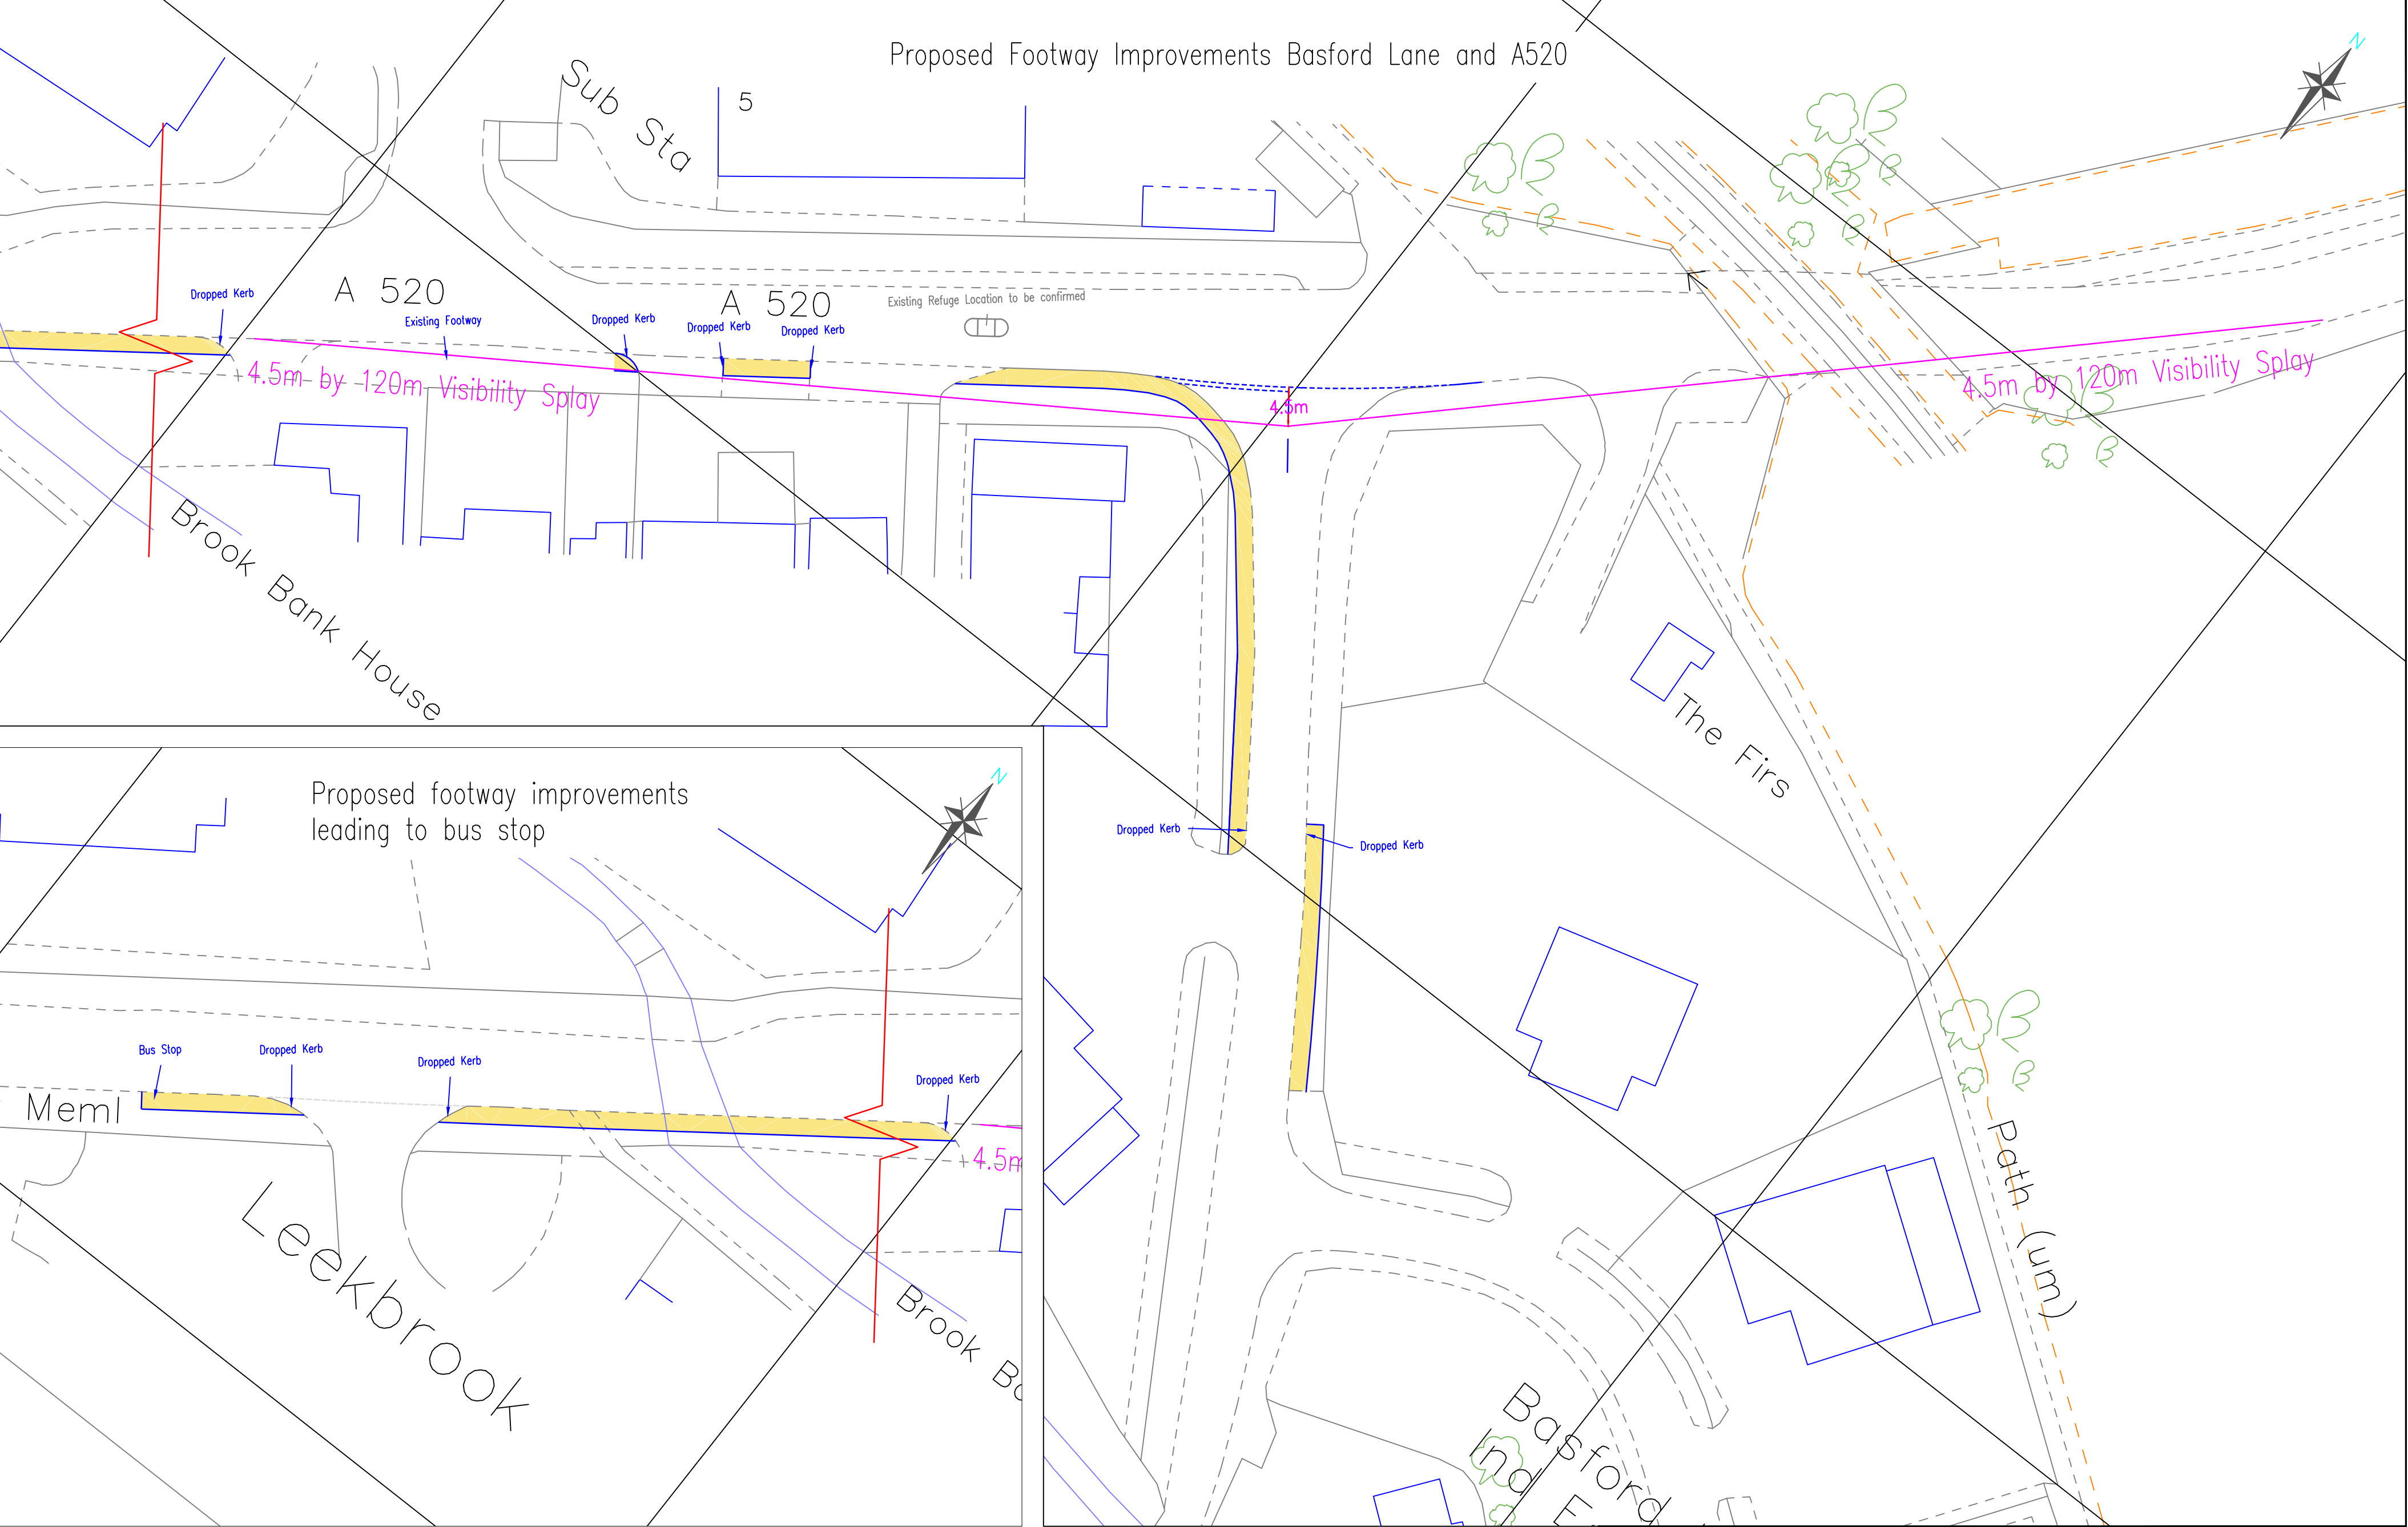 Proposed Footway Improvements Basford Lane and A520
N
Sub Sta
5
A 520
A 520
Existing Refuge Location to be confirmed
Dropped Kerb
Existing Footway
Dropped Kerb
Dropped Kerb
Dropped Kerb
4.5m by 120m Visibility Splay
4.5m
4.5m by 120m Visibility Splay
Brook Bank House
The Firs
Dropped Kerb
Dropped Kerb
Path (um)
Basford
Ind E
Proposed footway improvements
leading to bus stop
N
Bus Stop
Dropped Kerb
Dropped Kerb
Dropped Kerb
Meml
4.5m
Leekbrook
Brook Ba